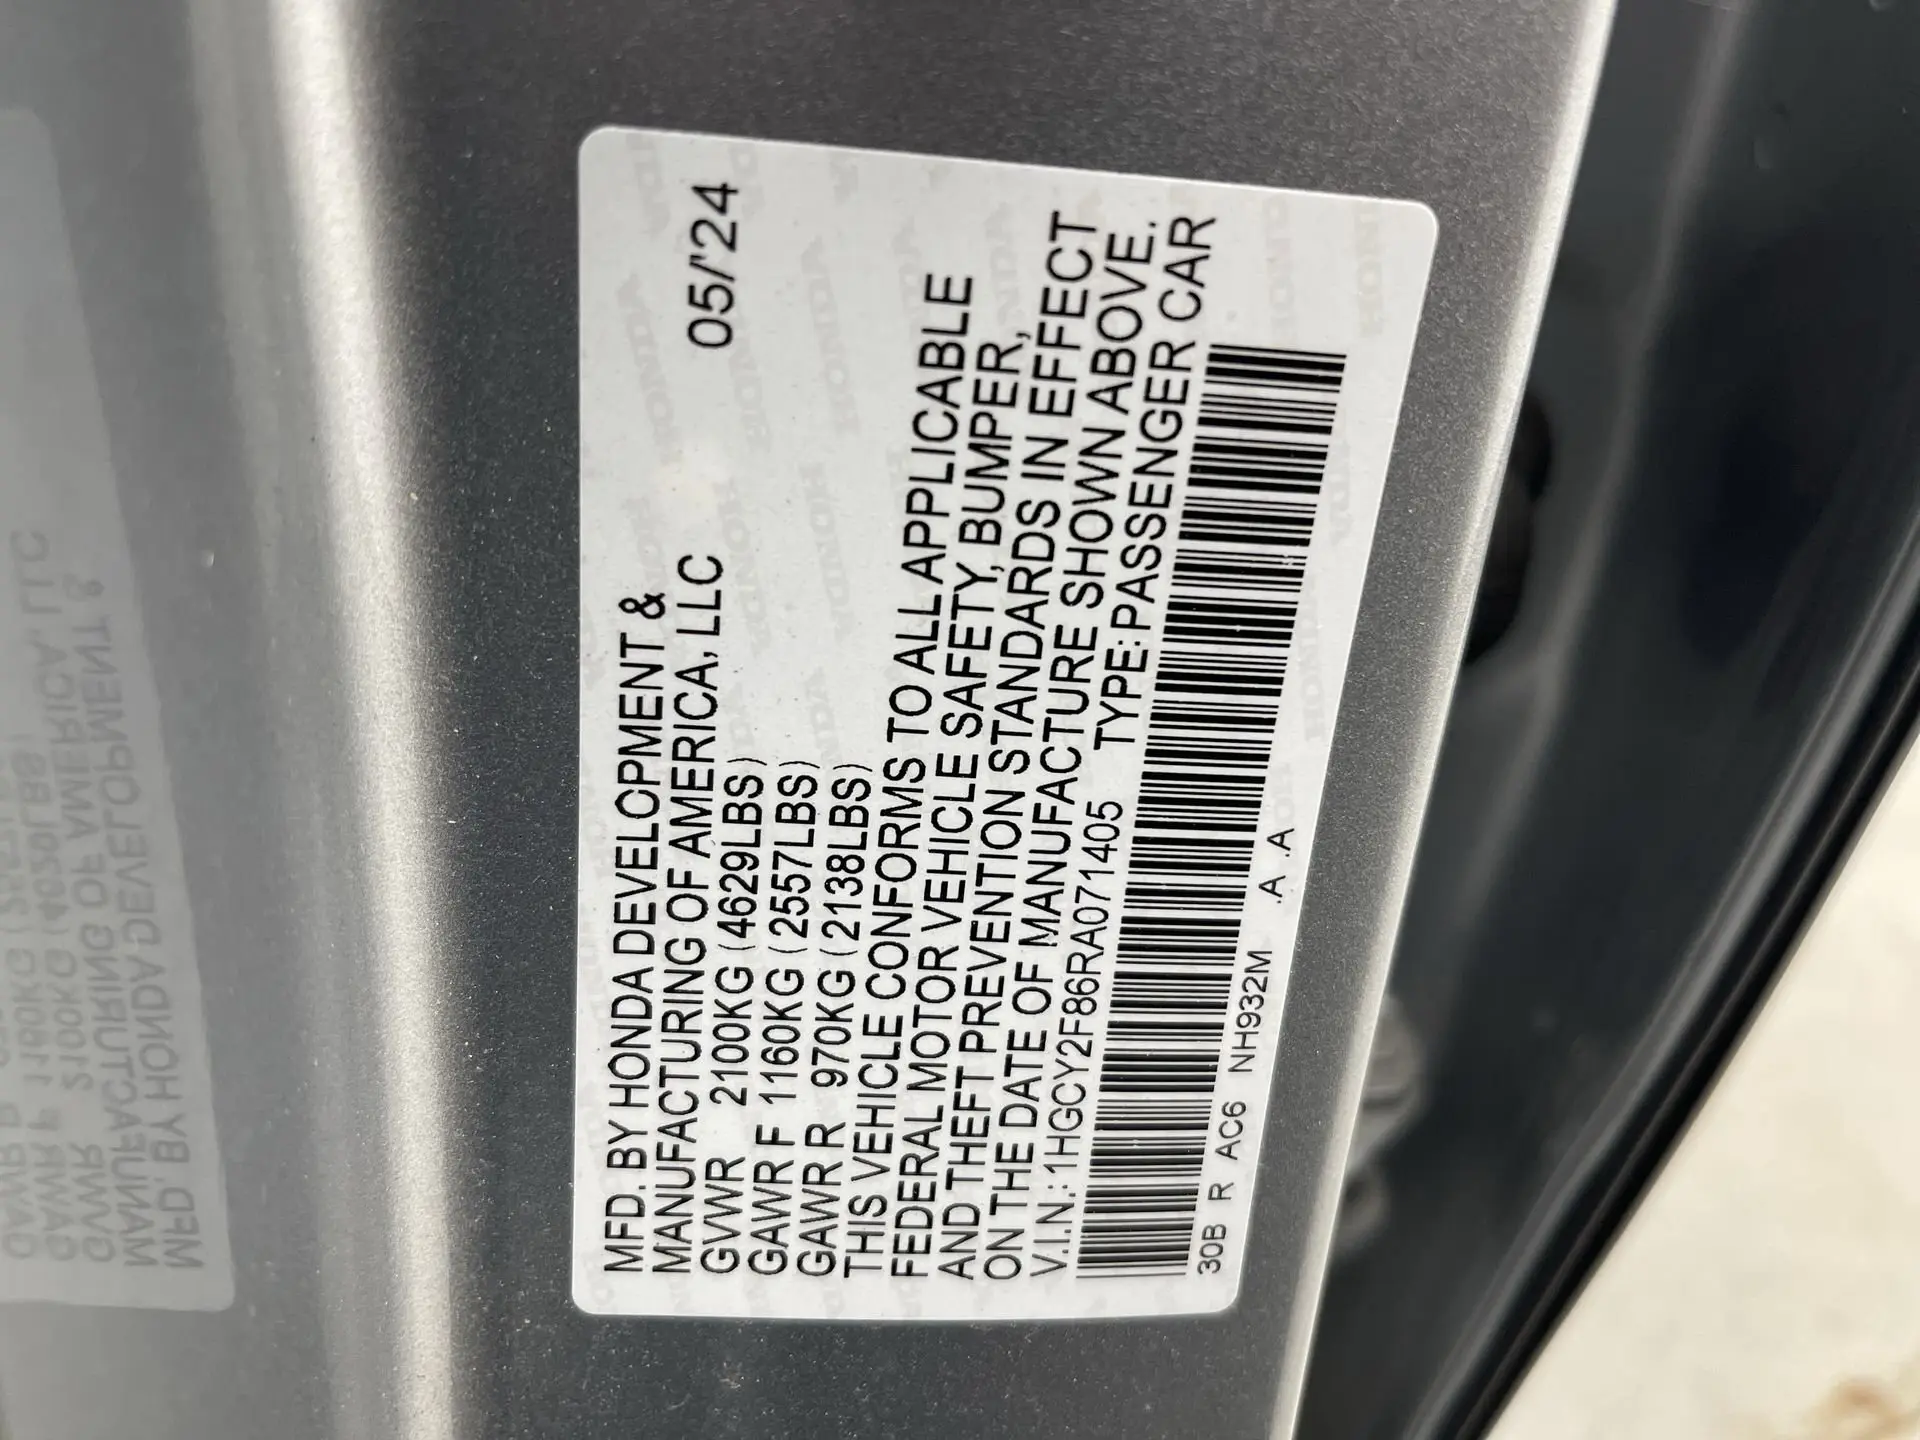 MFD. BY HONDA DEVELOPMENT & 05/'24
MANUFACTURING OF AMERICA, LLC
GVWR 2100KG (4629LBS)
GAWR F 1160KG (2557LBS)
GAWR R 970KG (2138LBS)
THIS VEHICLE CONFORMS TO ALL APPLICABLE
FEDERAL MOTOR VEHICLE SAFETY, BUMPER,
AND THEFT PREVENTION STANDARDS IN EFFECT
ON THE DATE OF MANUFACTURE SHOWN ABOVE.
V.I.N.: 1HGCY2F86RA071405 TYPE: PASSENGER CAR
30B R AC6 NH932M .A .A